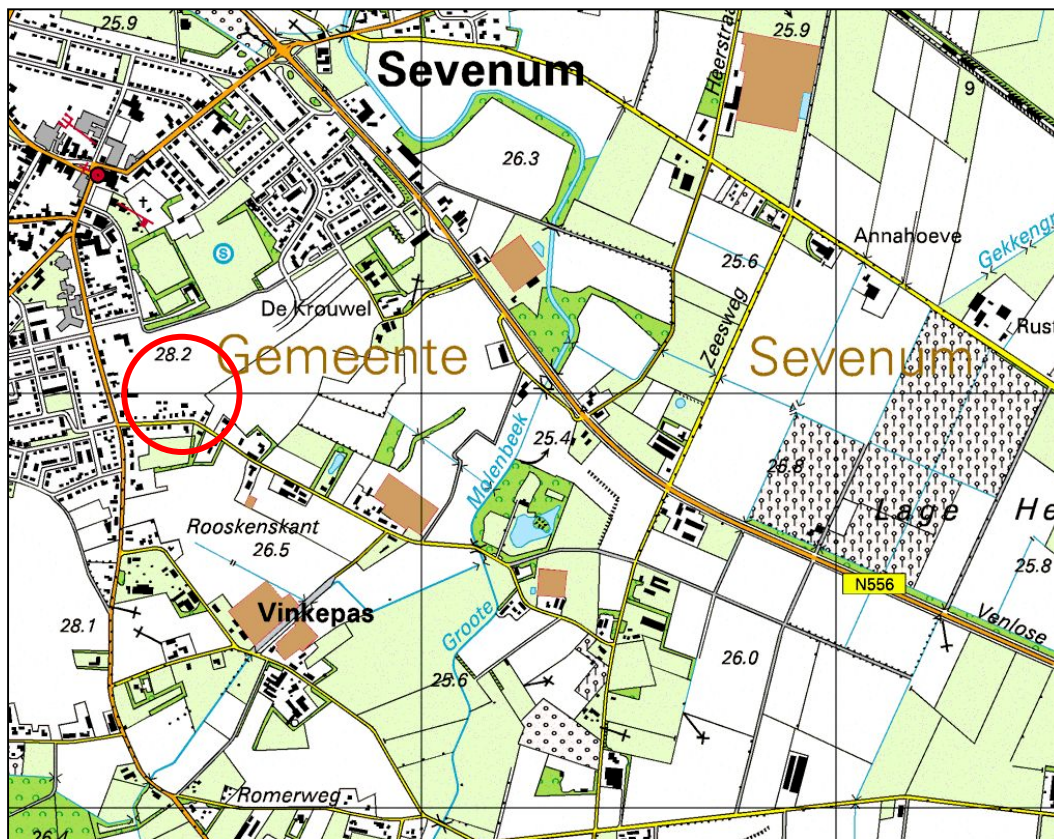 25.9
Sevenum
Heerstraa
25.9
9
26.3
S
De Krouwel
25.6
Annahoeve
Gekkengr
Rust
28.2
Gemeente
Sevenum
Zeesweg
Molenbeek
25.4
25.8
Lage
He
Rooskenskant
26.5
N556
25.8
Vinkepas
Groote
Venlose
28.1
25.6
26.0
Romerweg
26.4